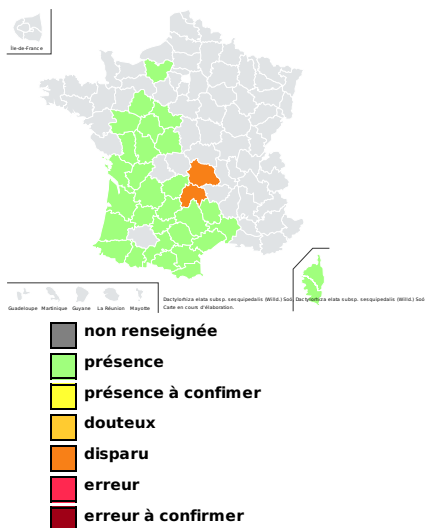 Île-de-France
Guadeloupe Martinique Guyane La Réunion Mayotte
Dactylorhiza elata subsp. sesquipedalis (Willd.) Soó
Dactylorhiza elata subsp. sesquipedalis (Willd.) Soó
Carte en cours d'élaboration.
non renseignée
présence
présence à confimer
douteux
disparu
erreur
erreur à confirmer